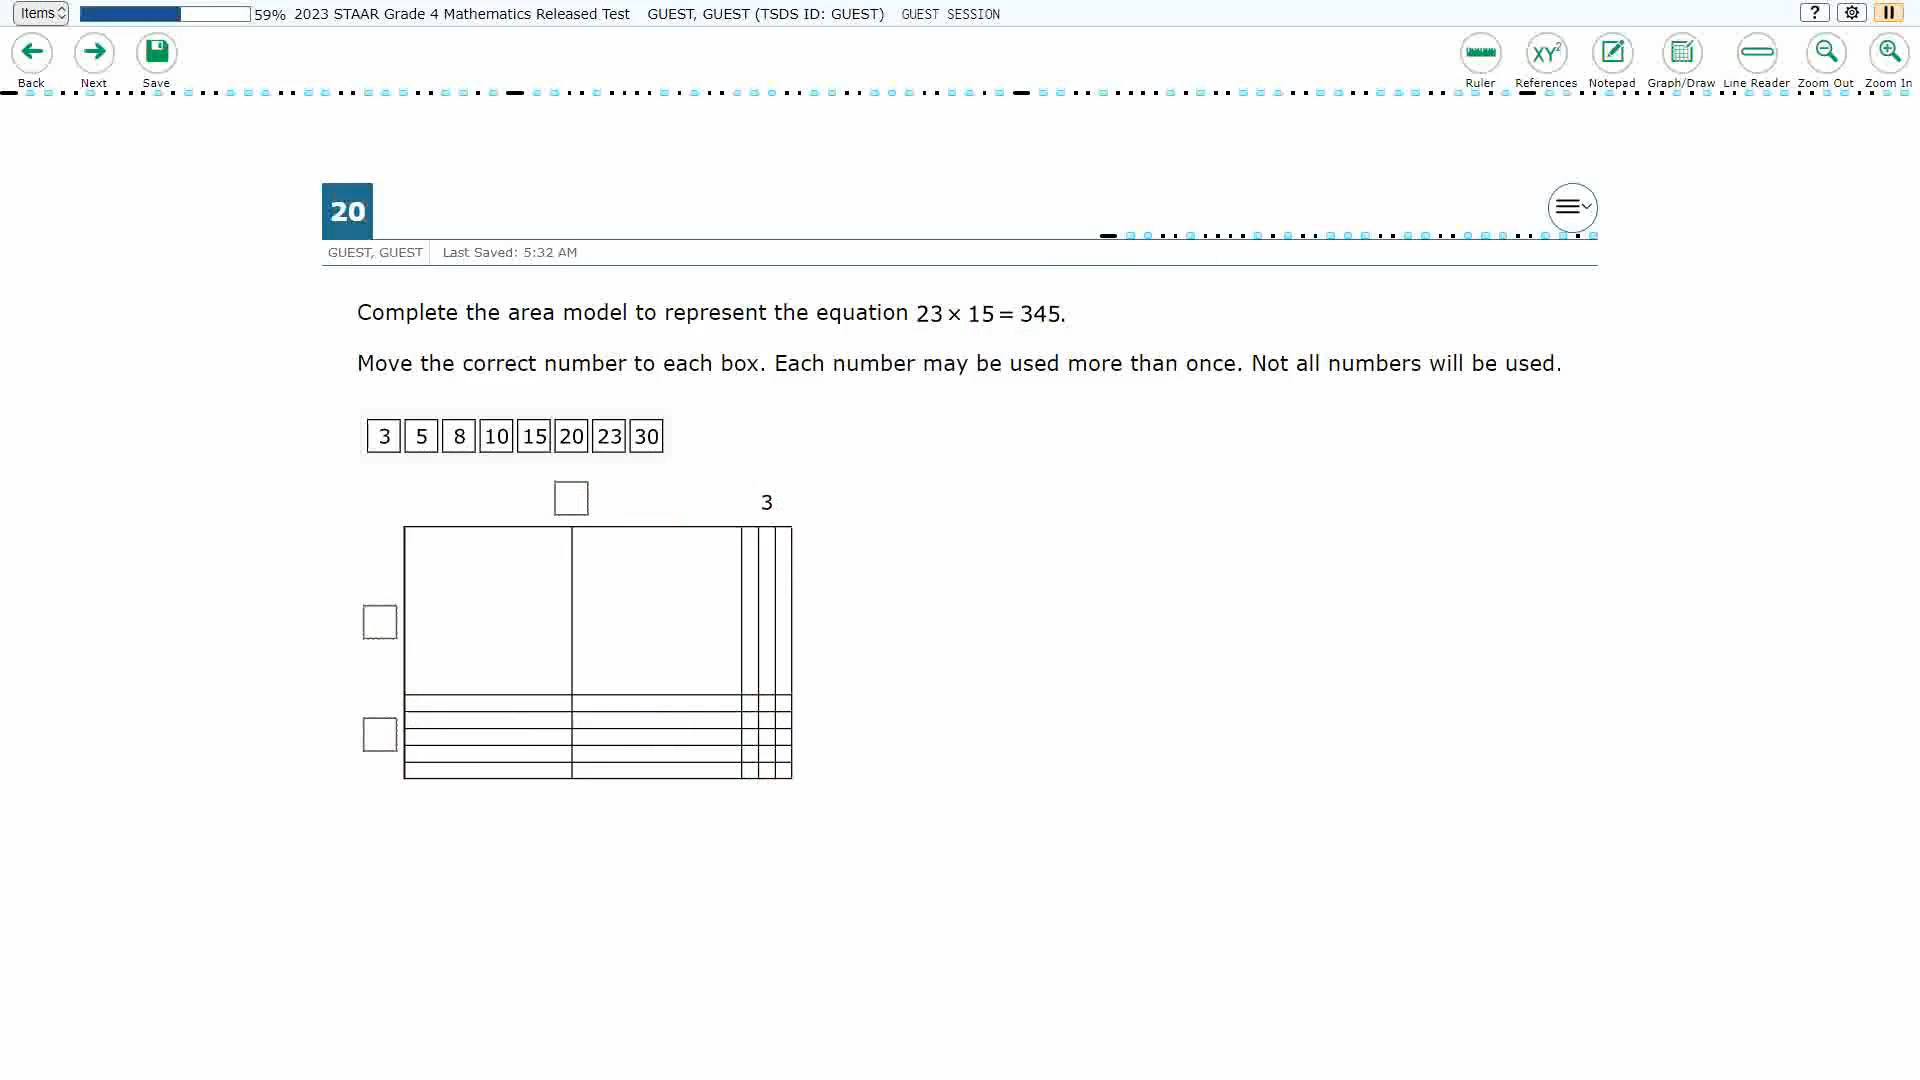 Items 59% 2023 STAAR Grade 4 Mathematics Released Test GUEST, GUEST (TSDS ID: GUEST) GUEST SESSION ?
Back Next Save Ruler XY² References Notepad Graph/Draw Line Reader Zoom Out Zoom In
20
GUEST, GUEST Last Saved: 5:32 AM
Complete the area model to represent the equation 23 × 15 = 345.
Move the correct number to each box. Each number may be used more than once. Not all numbers will be used.
3 5 8 10 15 20 23 30
3